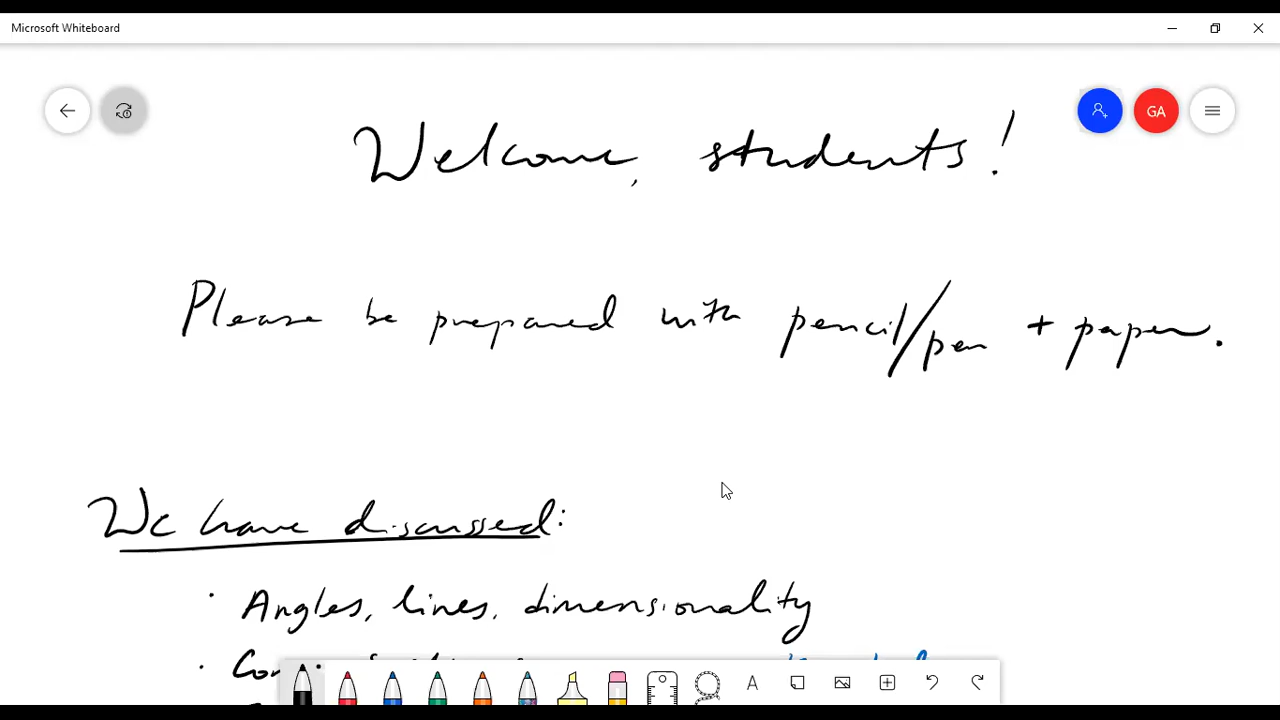 Microsoft Whiteboard
GA
Welcome, students!
Please be prepared with pencil/pen + paper.
We have discussed:
· Angles, lines, dimensionality
A